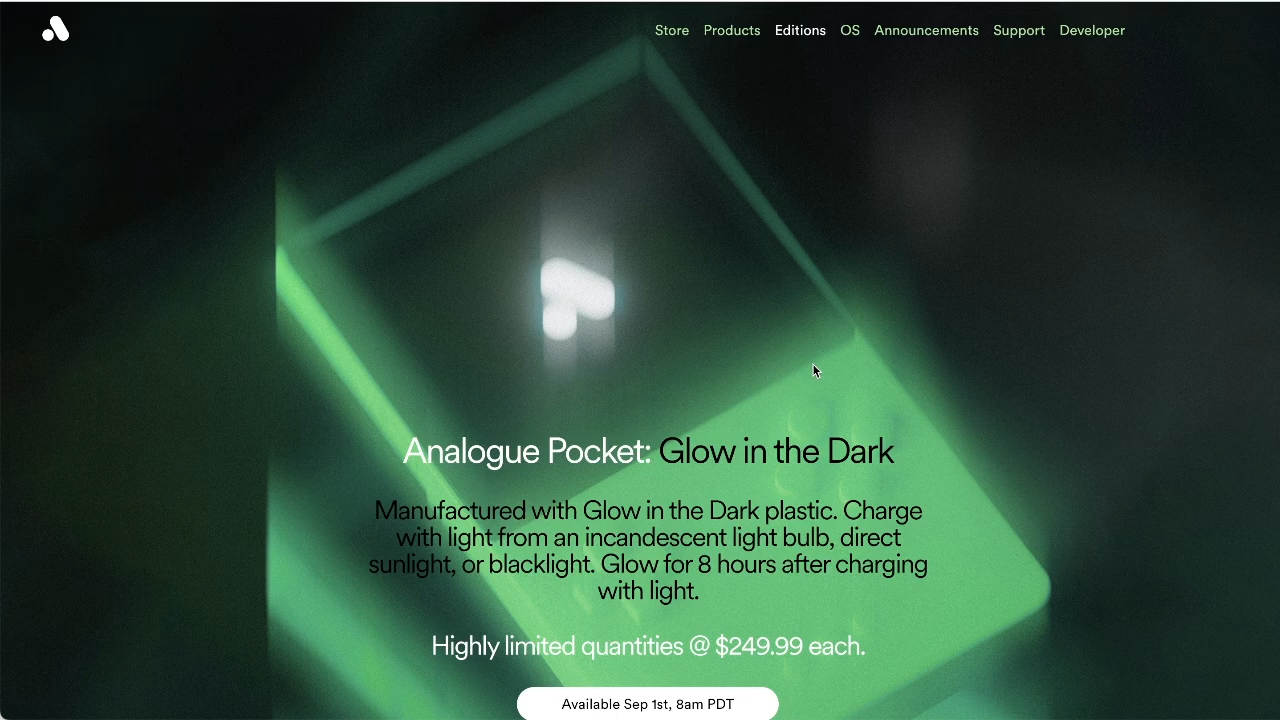 Store Products Editions OS Announcements Support Developer
Analogue Pocket: Glow in the Dark
Manufactured with Glow in the Dark plastic. Charge
with light from an incandescent light bulb, direct
sunlight, or blacklight. Glow for 8 hours after charging
with light.
Highly limited quantities @ $249.99 each.
Available Sep 1st, 8am PDT